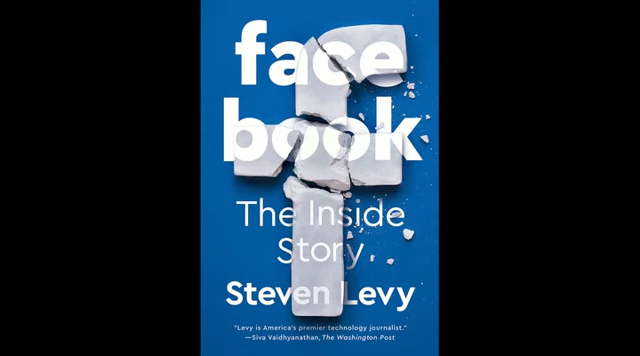 face
book
The Inside
Story
Steven Levy
"Levy is America's premier technology journalist."
—Siva Vaidhyanathan, The Washington Post